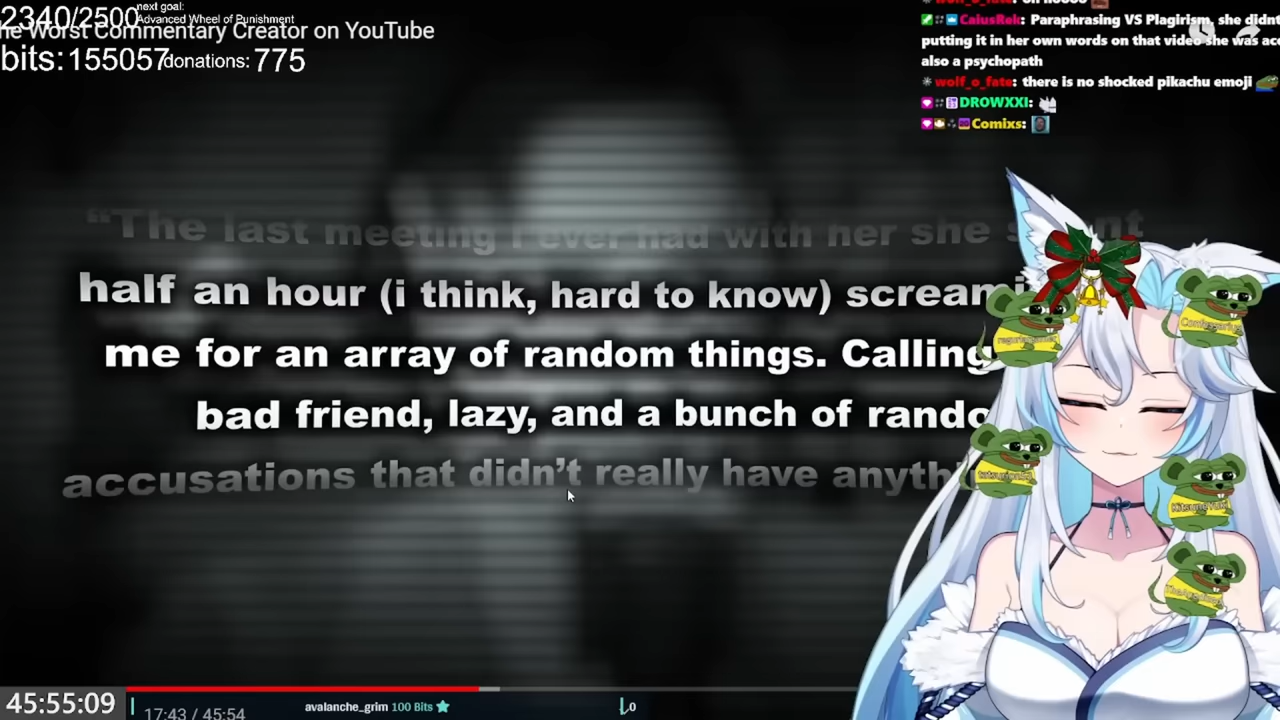 2340/2500
next goal:
Advanced Wheel of Punishment
he Worst Commentary Creator on YouTube
bits: 155057
donations: 775
CaiusRek: Paraphrasing VS Plagirism, she didnt
putting it in her own words on that video she was acc
also a psychopath
wolf_o_fate: there is no shocked pikachu emoji
DROWXXI:
Comixs:
"The last meeting I ever had with her she spent
half an hour (i think, hard to know) screami
me for an array of random things. Calling
bad friend, lazy, and a bunch of rando
accusations that didn't really have anyth
45:55:09
17:43 / 45:54
avalanche_grim 100 Bits
0